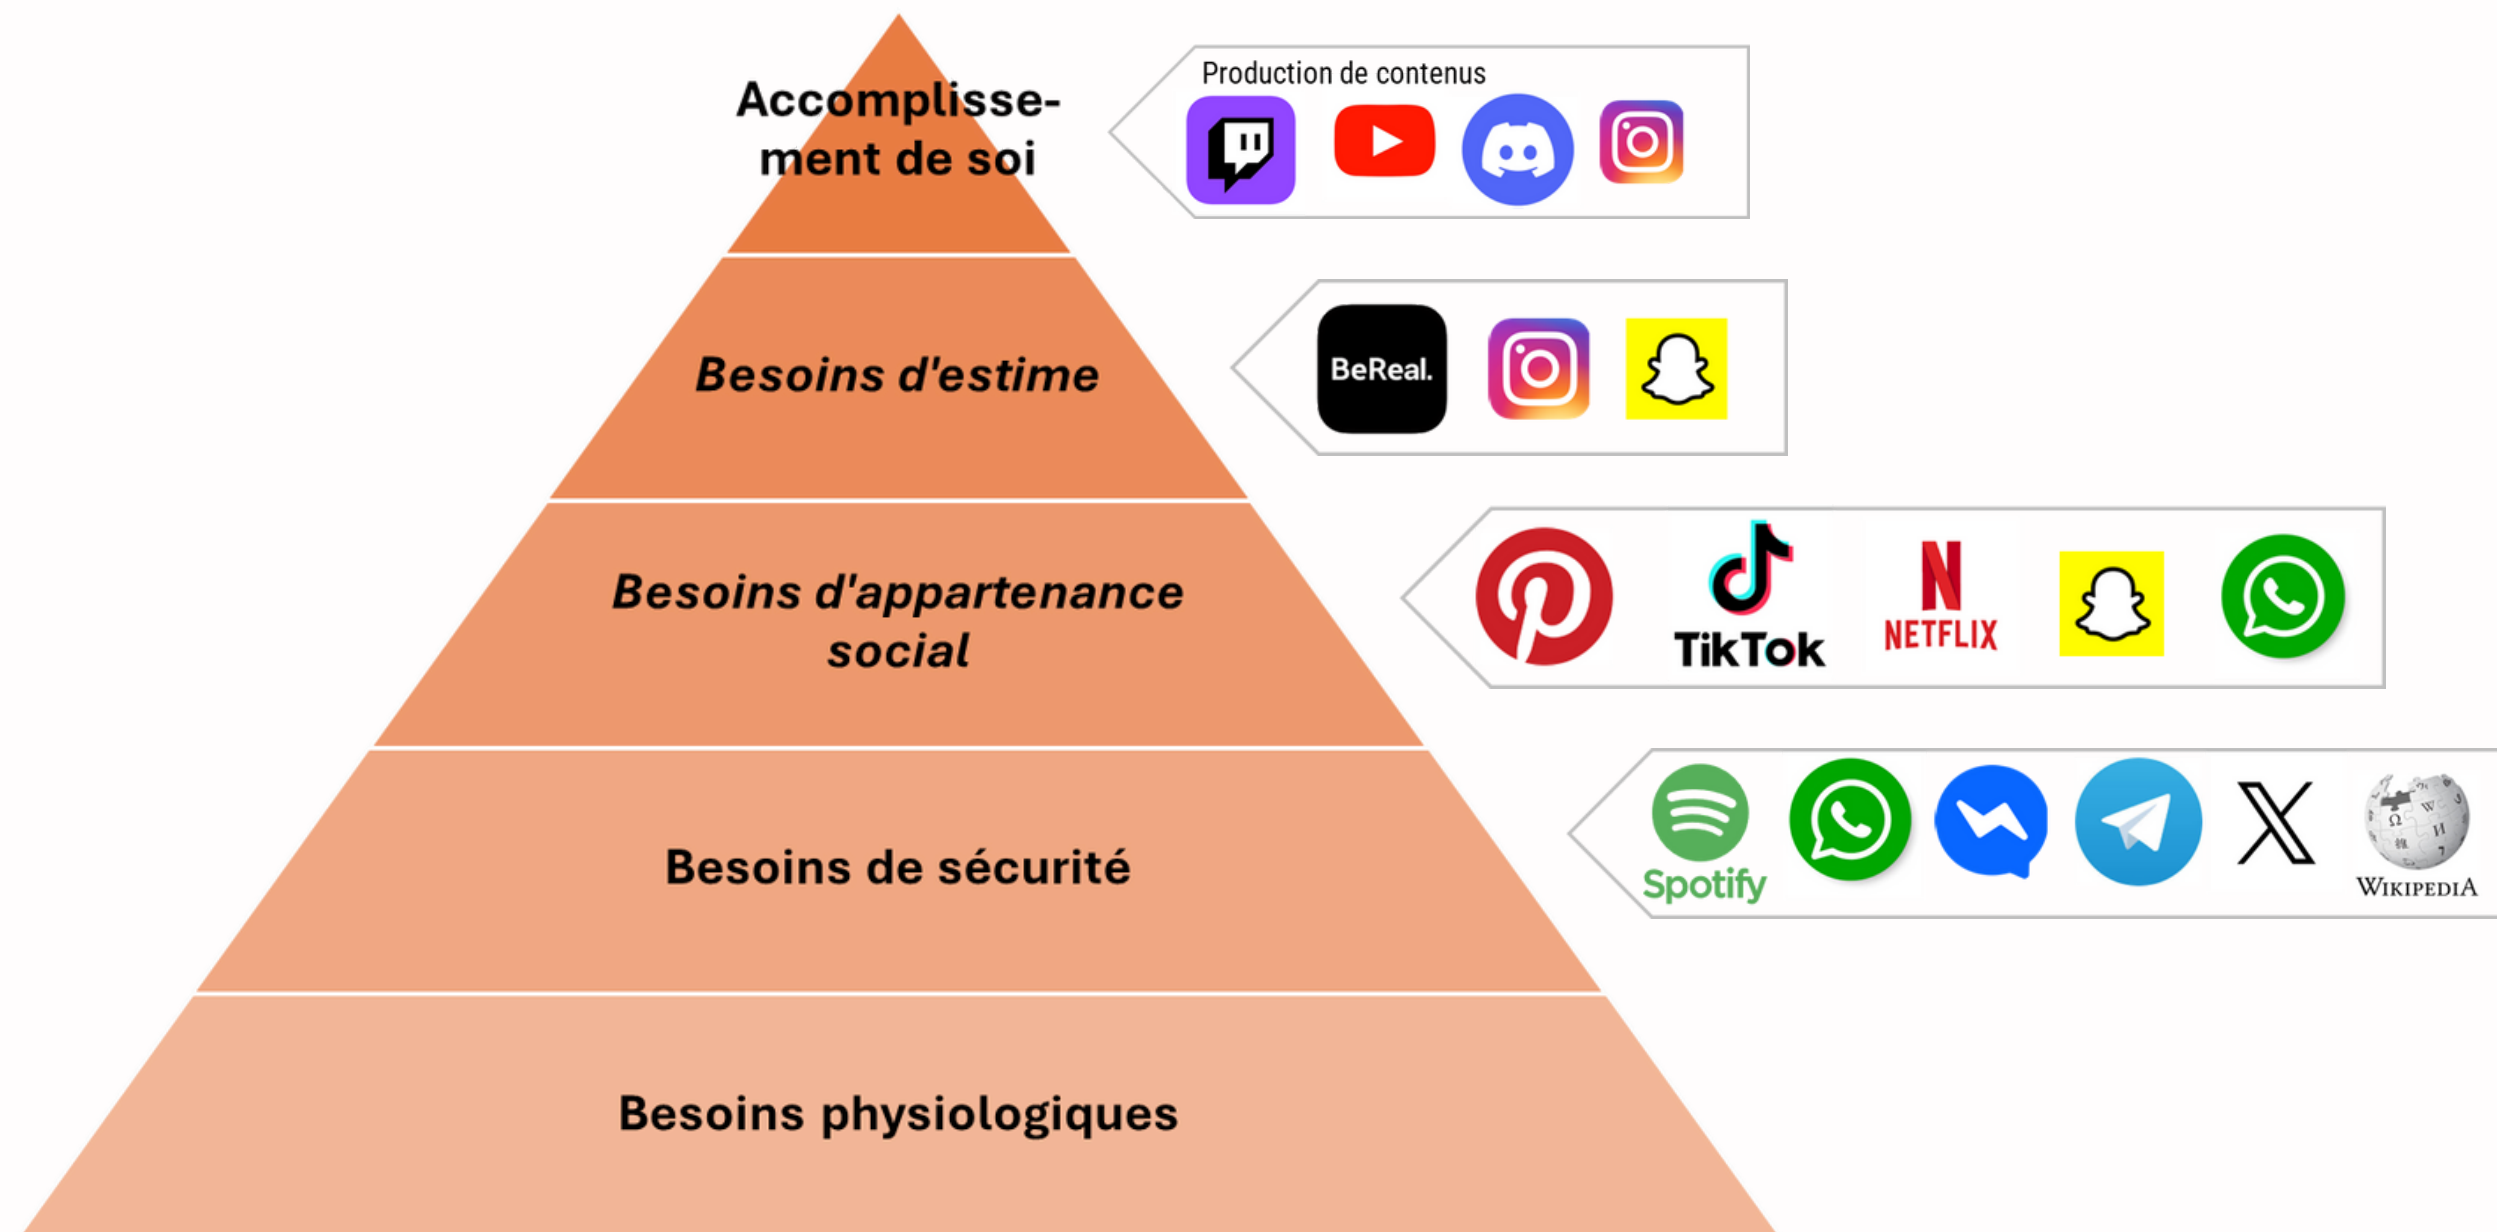 Accomplisse-
ment de soi
Production de contenus
Besoins d'estime
BeReal.
Besoins d'appartenance
social
TikTok
NETFLIX
Besoins de sécurité
Spotify
WIKIPEDIA
Besoins physiologiques